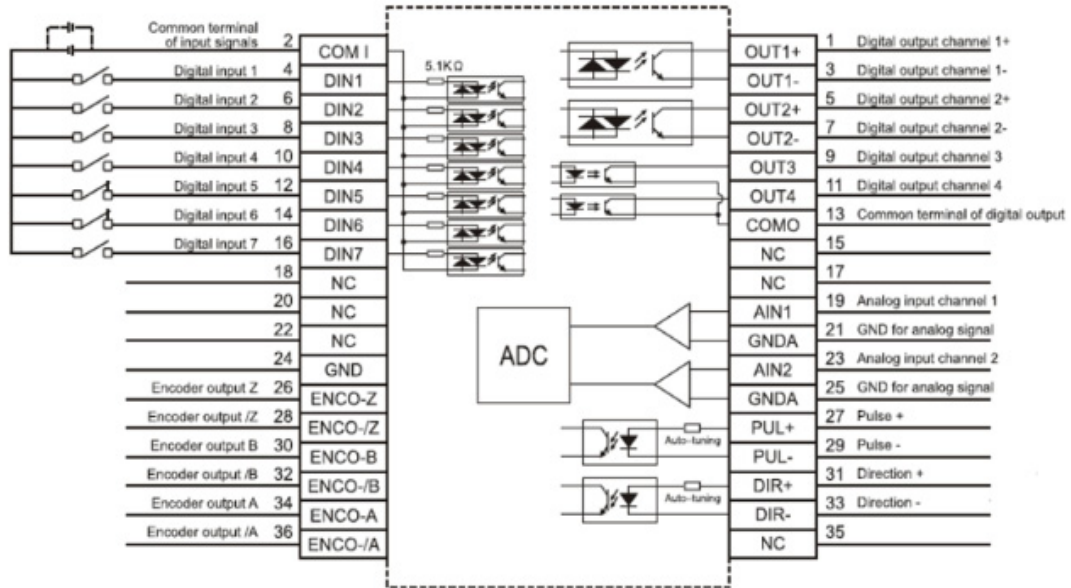 Common terminal
of input signals 2 COM I
Digital input 1 4 DIN1
Digital input 2 6 DIN2
Digital input 3 8 DIN3
Digital input 4 10 DIN4
Digital input 5 12 DIN5
Digital input 6 14 DIN6
Digital input 7 16 DIN7
18 NC
20 NC
22 NC
24 GND
Encoder output Z 26 ENCO-Z
Encoder output /Z 28 ENCO-/Z
Encoder output B 30 ENCO-B
Encoder output /B 32 ENCO-/B
Encoder output A 34 ENCO-A
Encoder output /A 36 ENCO-/A
5.1KΩ
ADC
Auto-tuning
Auto-tuning
OUT1+ 1 Digital output channel 1+
OUT1- 3 Digital output channel 1-
OUT2+ 5 Digital output channel 2+
OUT2- 7 Digital output channel 2-
OUT3 9 Digital output channel 3
OUT4 11 Digital output channel 4
COMO 13 Common terminal of digital output
NC 15
NC 17
AIN1 19 Analog input channel 1
GNDA 21 GND for analog signal
AIN2 23 Analog input channel 2
GNDA 25 GND for analog signal
PUL+ 27 Pulse +
PUL- 29 Pulse -
DIR+ 31 Direction +
DIR- 33 Direction -
NC 35